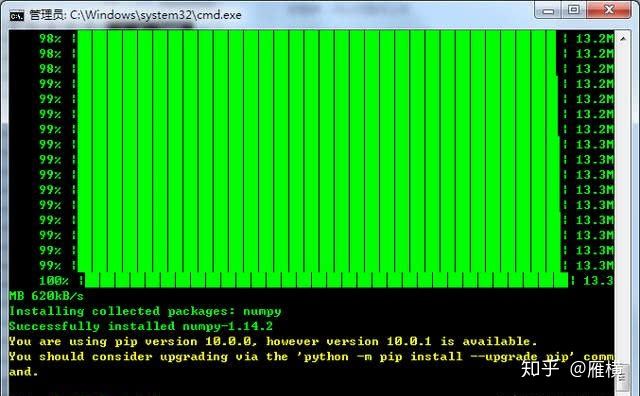 管理员: C:\Windows\system32\cmd.exe
98% | 13.2M
98% | 13.2M
98% | 13.2M
99% | 13.2M
99% | 13.2M
99% | 13.2M
99% | 13.2M
99% | 13.3M
99% | 13.3M
99% | 13.3M
99% | 13.3M
99% | 13.3M
99% | 13.3M
99% | 13.3M
99% | 13.3M
99% | 13.3M
100% | 13.3
MB 620kB/s
Installing collected packages: numpy
Successfully installed numpy-1.14.2
You are using pip version 10.0.0, however version 10.0.1 is available.
You should consider upgrading via the 'python -m pip install --upgrade pip' comm
and.
知乎 @雁横